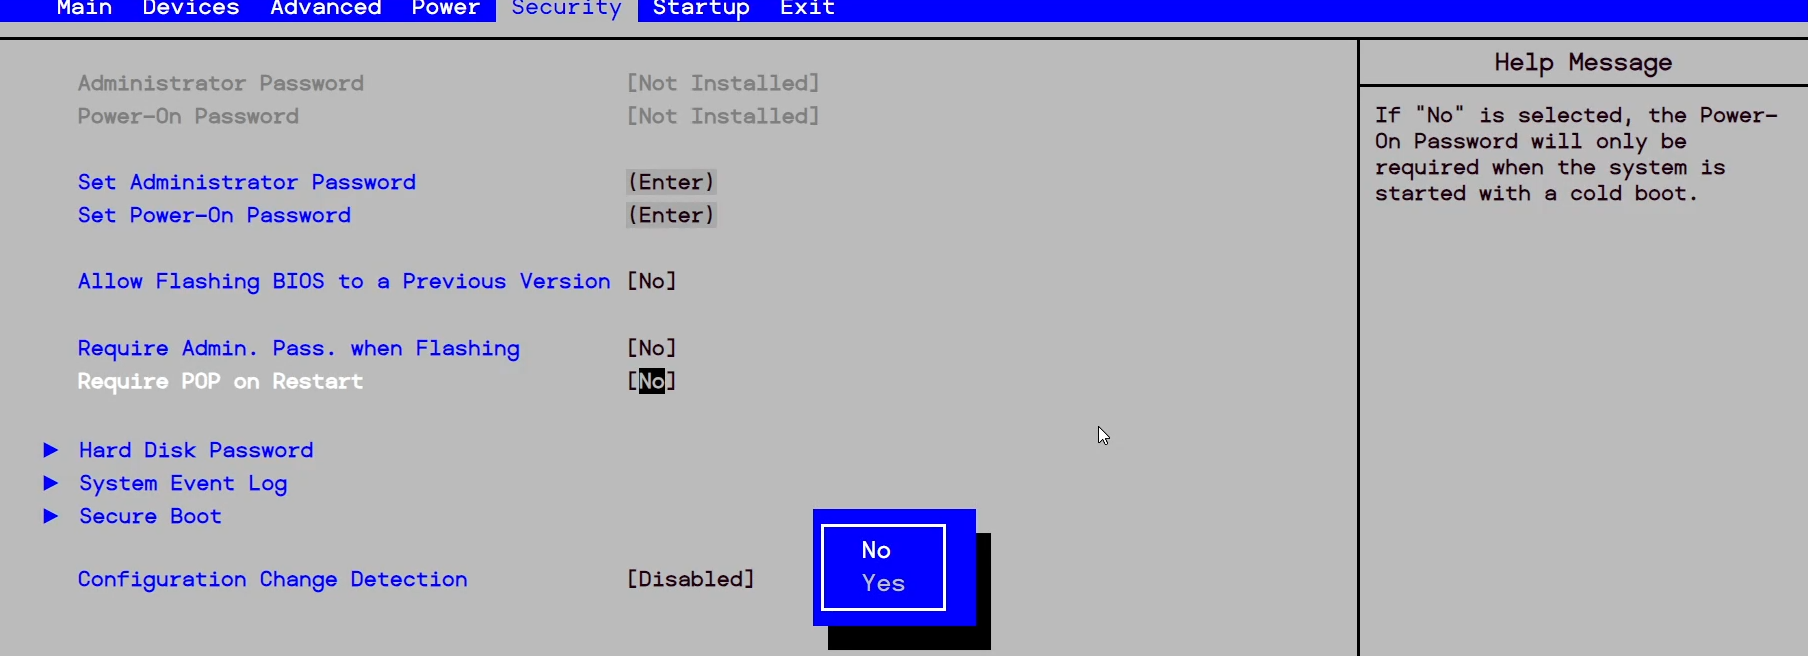 Main Devices Advanced Power Security Startup Exit
Administrator Password [Not Installed]
Power-On Password [Not Installed]
Set Administrator Password (Enter)
Set Power-On Password (Enter)
Allow Flashing BIOS to a Previous Version [No]
Require Admin. Pass. when Flashing [No]
Require POP on Restart [No]
Hard Disk Password
System Event Log
Secure Boot
Configuration Change Detection [Disabled]
No
Yes
Help Message
If "No" is selected, the Power-
On Password will only be
required when the system is
started with a cold boot.